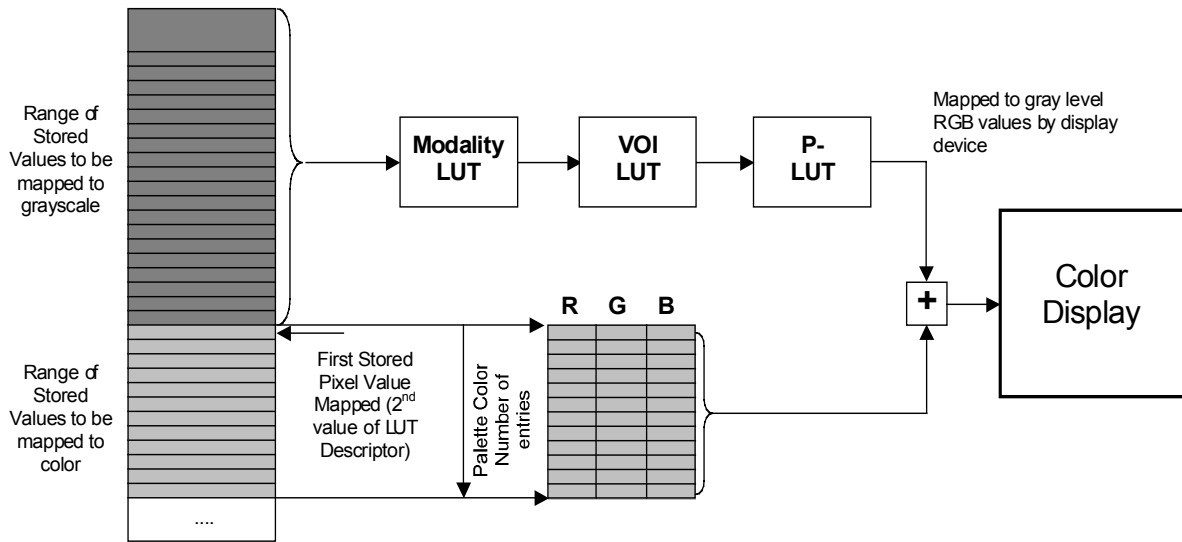 Range of
Stored
Values to be
mapped to
grayscale
Modality
LUT
VOI
LUT
P-
LUT
Mapped to gray level
RGB values by display
device
Color
Display
+
R G B
Range of
Stored
Values to be
mapped to
color
First Stored
Pixel Value
Mapped (2nd
value of LUT
Descriptor)
Palette Color
Number of
entries
....